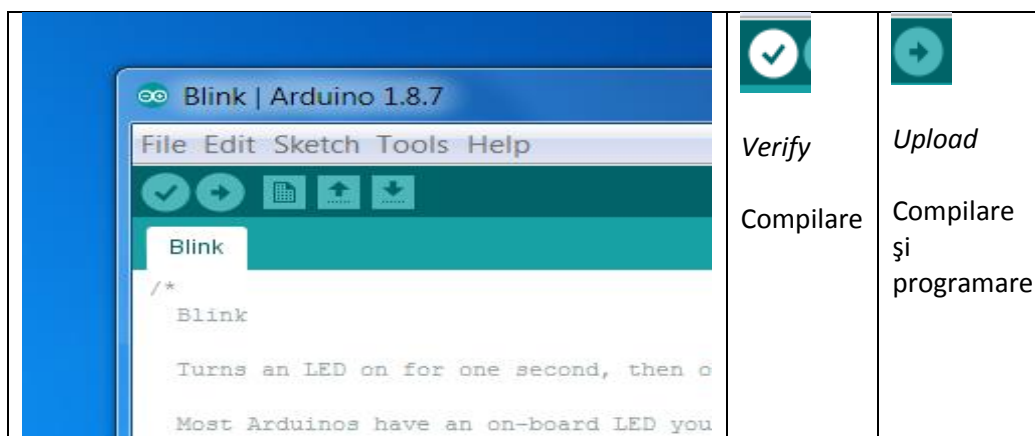 Blink | Arduino 1.8.7
File Edit Sketch Tools Help
Blink
/*
Blink
Turns an LED on for one second, then o
Most Arduinos have an on-board LED you
Verify
Compilare
Upload
Compilare
şi
programare